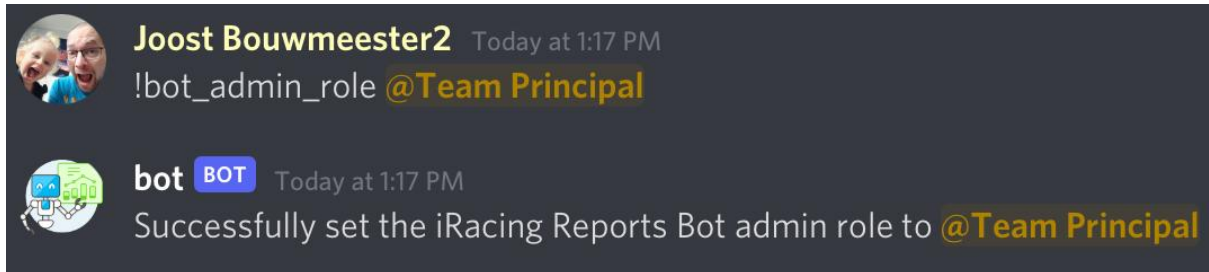 Joost Bouwmeester2 Today at 1:17 PM
!bot_admin_role @Team Principal
bot BOT Today at 1:17 PM
Successfully set the iRacing Reports Bot admin role to @Team Principal